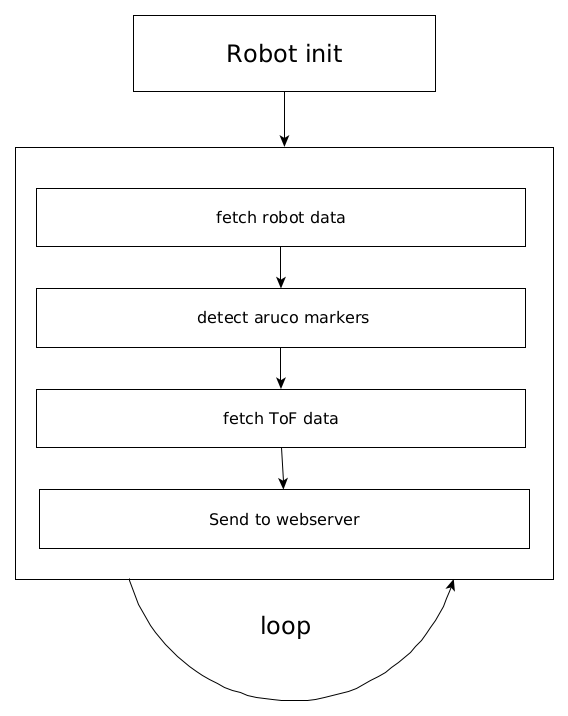 Robot init
fetch robot data
detect aruco markers
fetch ToF data
Send to webserver
loop